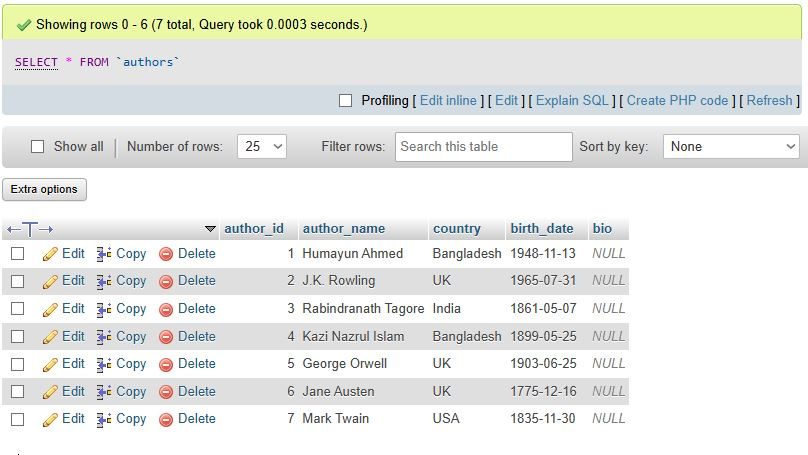 Showing rows 0 - 6 (7 total, Query took 0.0003 seconds.)
SELECT * FROM `authors`
Profiling [ Edit inline ] [ Edit ] [ Explain SQL ] [ Create PHP code ] [ Refresh ]
Show all Number of rows: 25 Filter rows: Search this table Sort by key: None
Extra options
author_id author_name country birth_date bio
Edit Copy Delete 1 Humayun Ahmed Bangladesh 1948-11-13 NULL
Edit Copy Delete 2 J.K. Rowling UK 1965-07-31 NULL
Edit Copy Delete 3 Rabindranath Tagore India 1861-05-07 NULL
Edit Copy Delete 4 Kazi Nazrul Islam Bangladesh 1899-05-25 NULL
Edit Copy Delete 5 George Orwell UK 1903-06-25 NULL
Edit Copy Delete 6 Jane Austen UK 1775-12-16 NULL
Edit Copy Delete 7 Mark Twain USA 1835-11-30 NULL